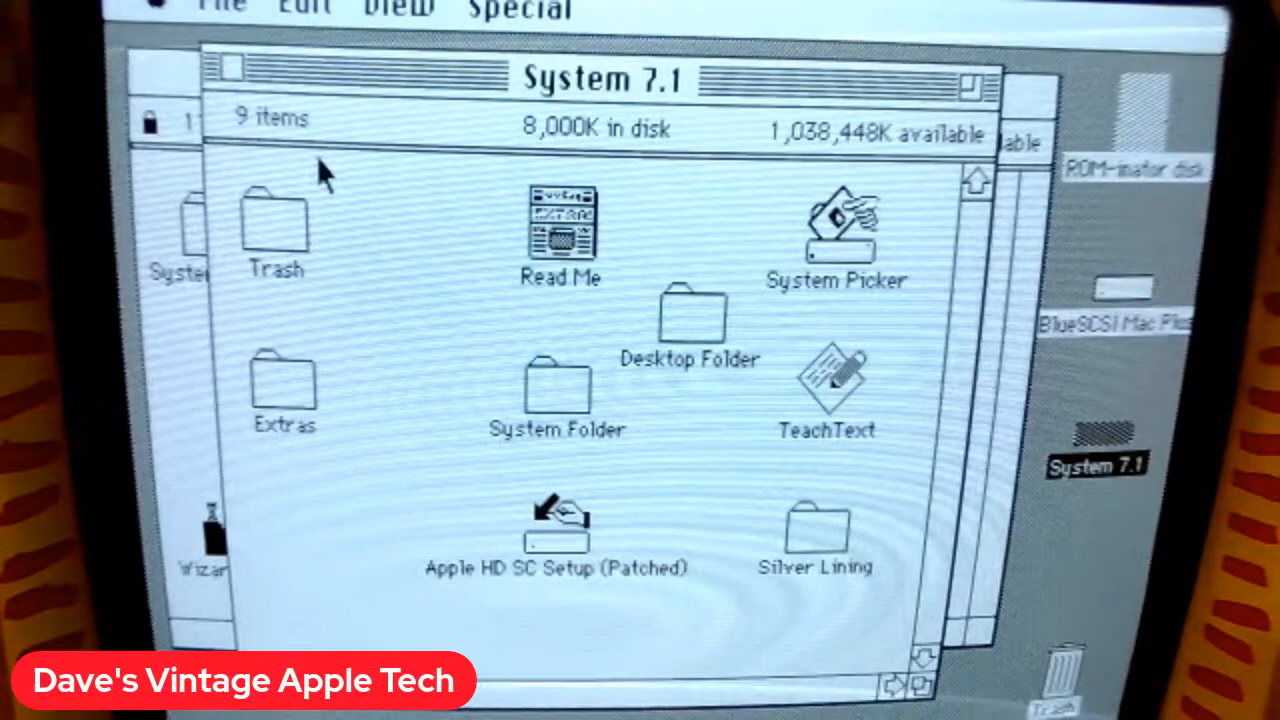 File Edit View Special
System 7.1
9 items 8,000K in disk 1,038,448K available
able
ROM-inator disk
Trash
Read Me
System Picker
BlueSCSI Mac Plus
Desktop Folder
Extras
System Folder
TeachText
System 7.1
Wizar
Apple HD SC Setup (Patched)
Silver Lining
Dave's Vintage Apple Tech
Trash